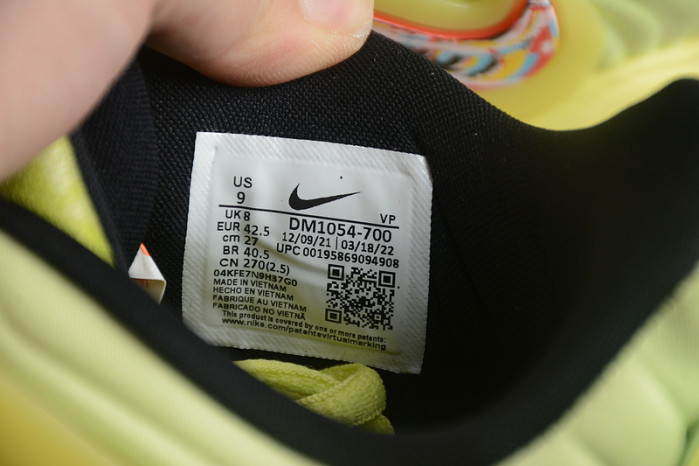 US
9
VP
UK 8
DM1054-700
EUR 42.5
12/09/21 | 03/18/22
cm 27
UPC 00195869094908
BR 40.5
CN 270(2.5)
04KFE7N9H37G0
MADE IN VIETNAM
HECHO EN VIETNAM
FABRIQUE AU VIETNAM
FABRICADO NO VIETNÃ
This product is covered by one or more patents:
www.nike.com/patentsvirtualmarking